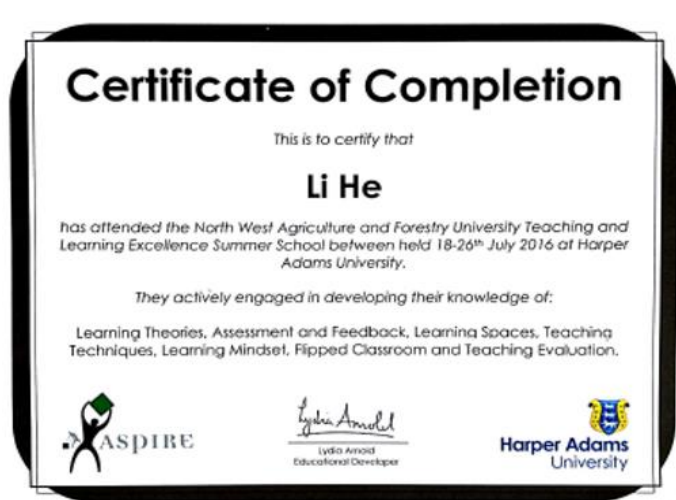 Certificate of Completion
This is to certify that
Li He
has attended the North West Agriculture and Forestry University Teaching and
Learning Excellence Summer School between held 18-26th July 2016 at Harper
Adams University.
They actively engaged in developing their knowledge of:
Learning Theories, Assessment and Feedback, Learning Spaces, Teaching
Techniques, Learning Mindset, Flipped Classroom and Teaching Evaluation.
Lydia Arnold
ASPIRE
Lydia Arnold
Educational Developer
Harper Adams
University